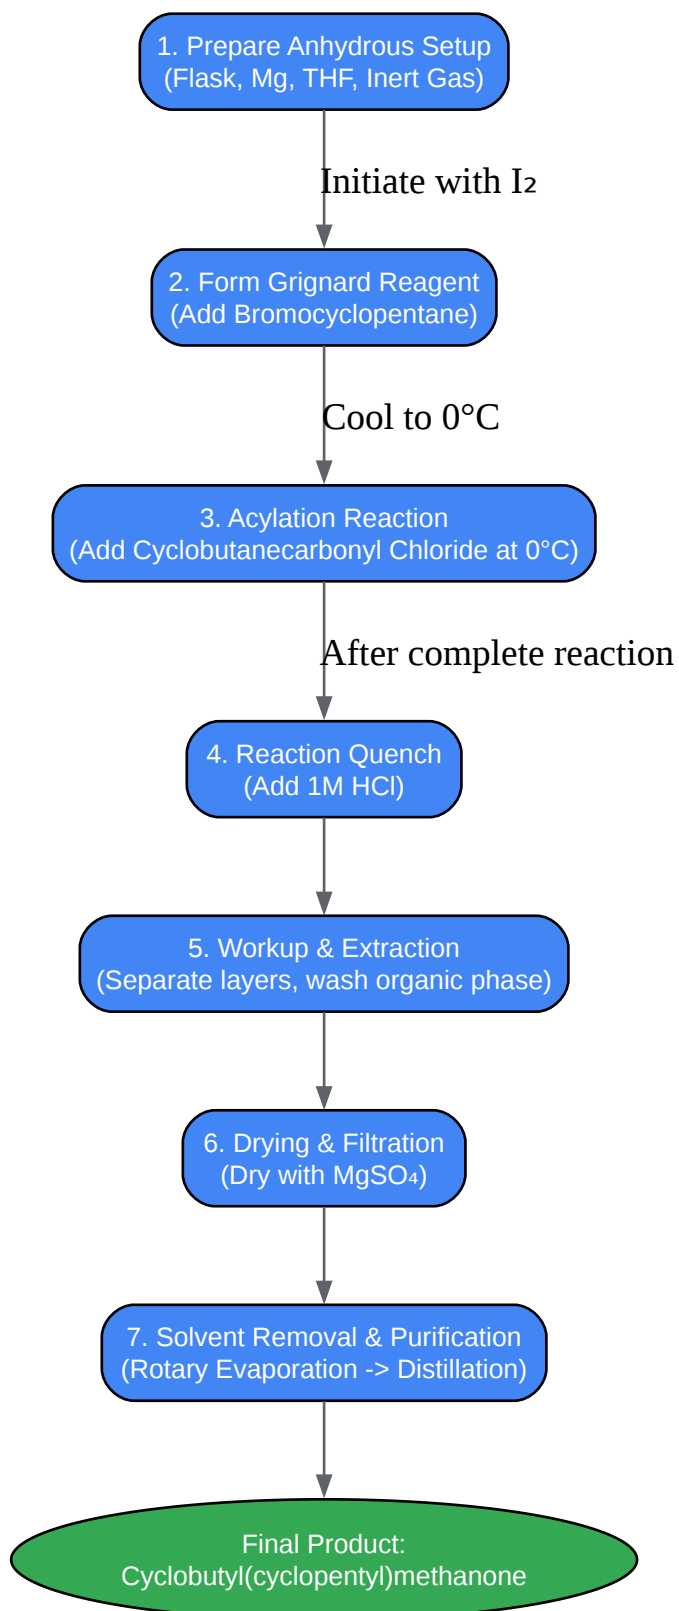 1. Prepare Anhydrous Setup
(Flask, Mg, THF, Inert Gas)
Initiate with I₂
2. Form Grignard Reagent
(Add Bromocyclopentane)
Cool to 0°C
3. Acylation Reaction
(Add Cyclobutanecarbonyl Chloride at 0°C)
After complete reaction
4. Reaction Quench
(Add 1M HCl)
5. Workup & Extraction
(Separate layers, wash organic phase)
6. Drying & Filtration
(Dry with MgSO₄)
7. Solvent Removal & Purification
(Rotary Evaporation -> Distillation)
Final Product:
Cyclobutyl(cyclopentyl)methanone